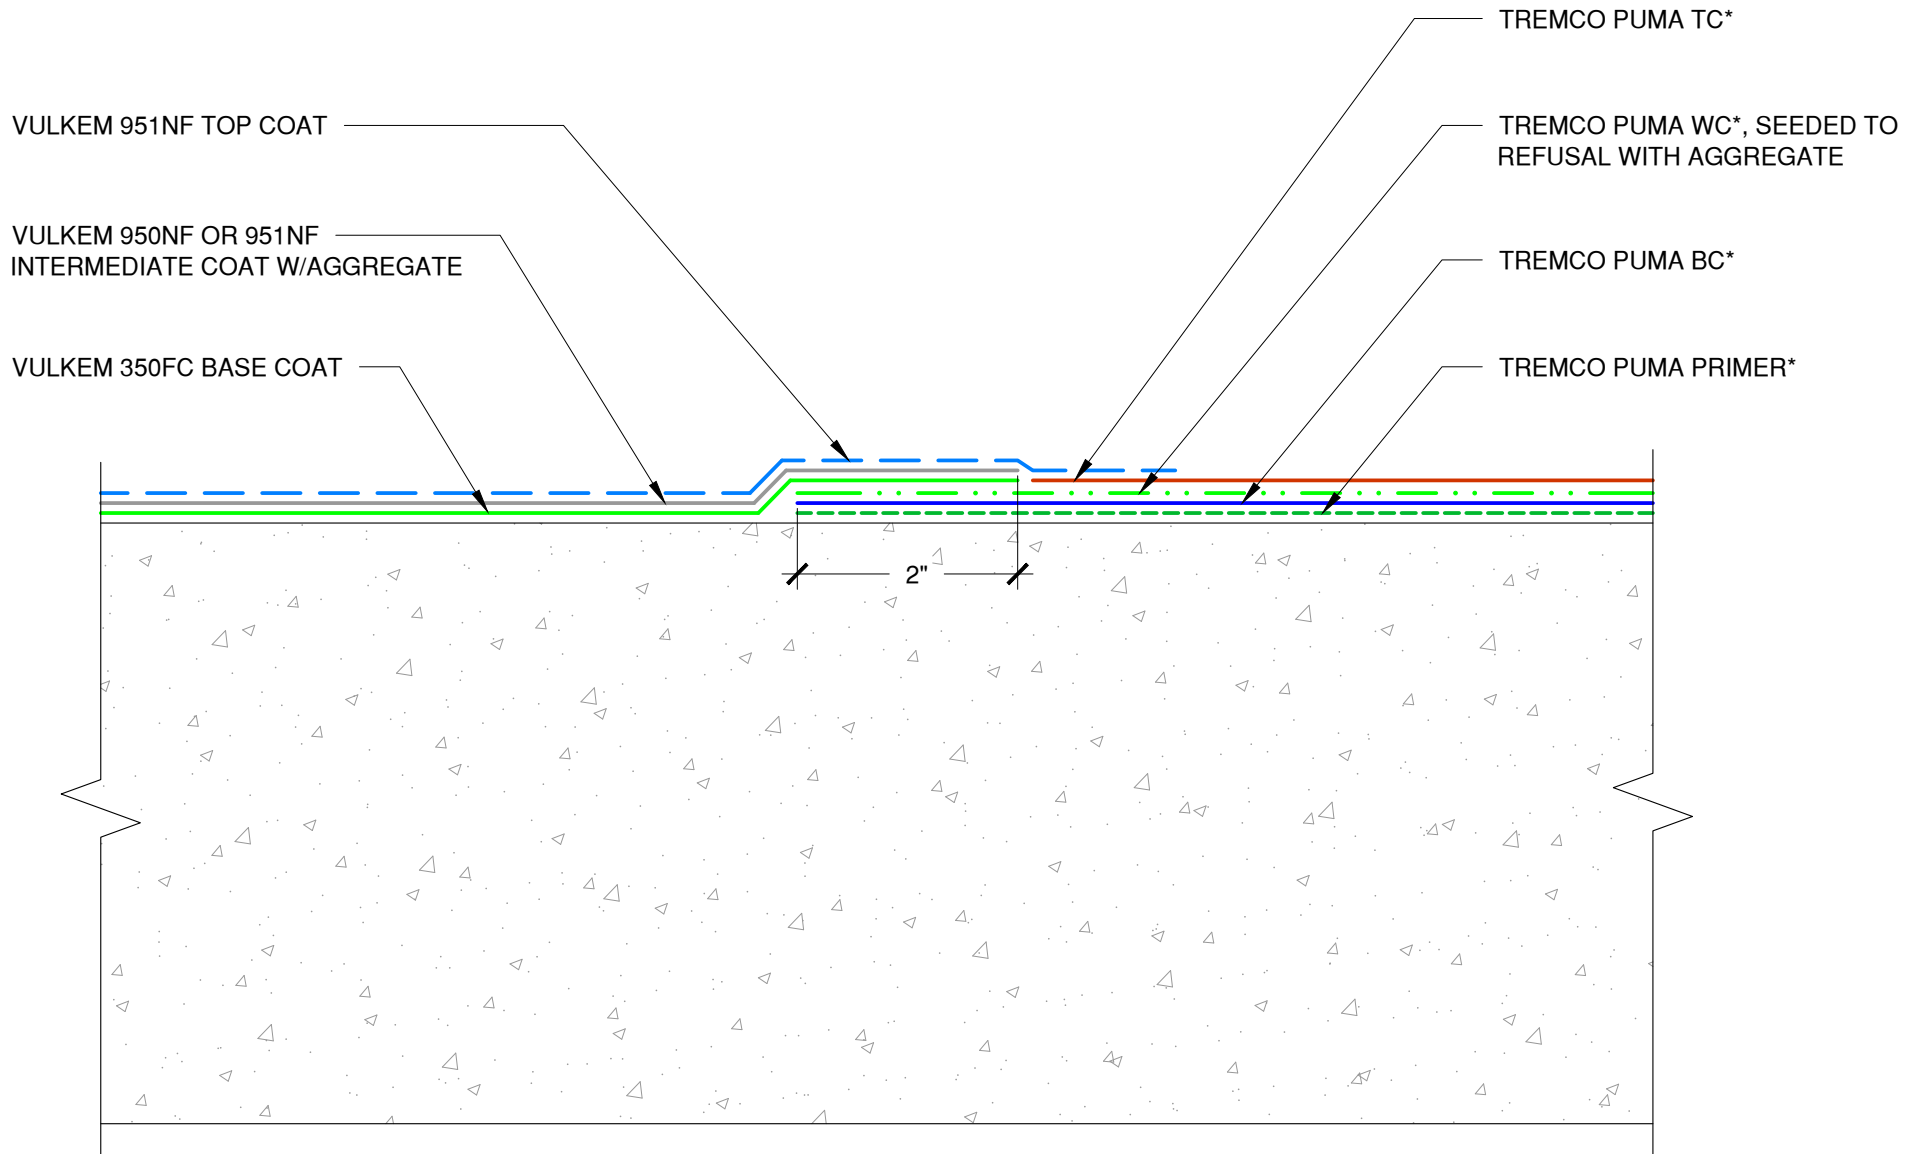 TREMCO PUMA TC*
VULKEM 951NF TOP COAT
TREMCO PUMA WC*, SEEDED TO
REFUSAL WITH AGGREGATE
VULKEM 950NF OR 951NF
INTERMEDIATE COAT W/AGGREGATE
TREMCO PUMA BC*
VULKEM 350FC BASE COAT
TREMCO PUMA PRIMER*
2"